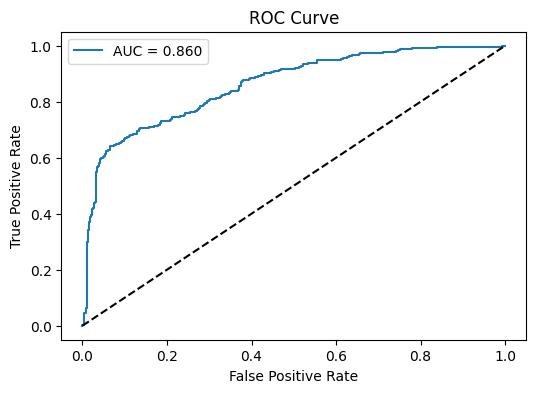 ROC Curve
AUC = 0.860
True Positive Rate
1.0
0.8
0.6
0.4
0.2
0.0
0.0 0.2 0.4 0.6 0.8 1.0
False Positive Rate